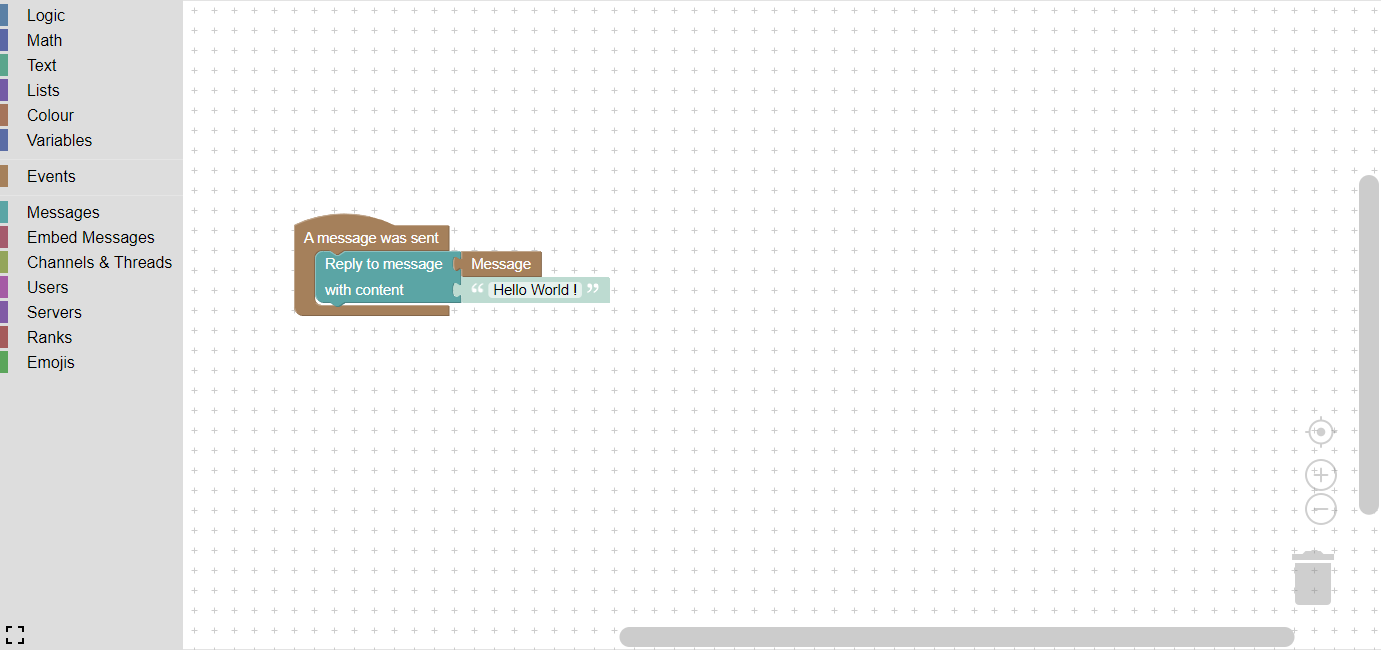 Logic
Math
Text
Lists
Colour
Variables
Events
Messages
Embed Messages
Channels & Threads
Users
Servers
Ranks
Emojis
A message was sent
Reply to message Message
with content “ Hello World ! ”